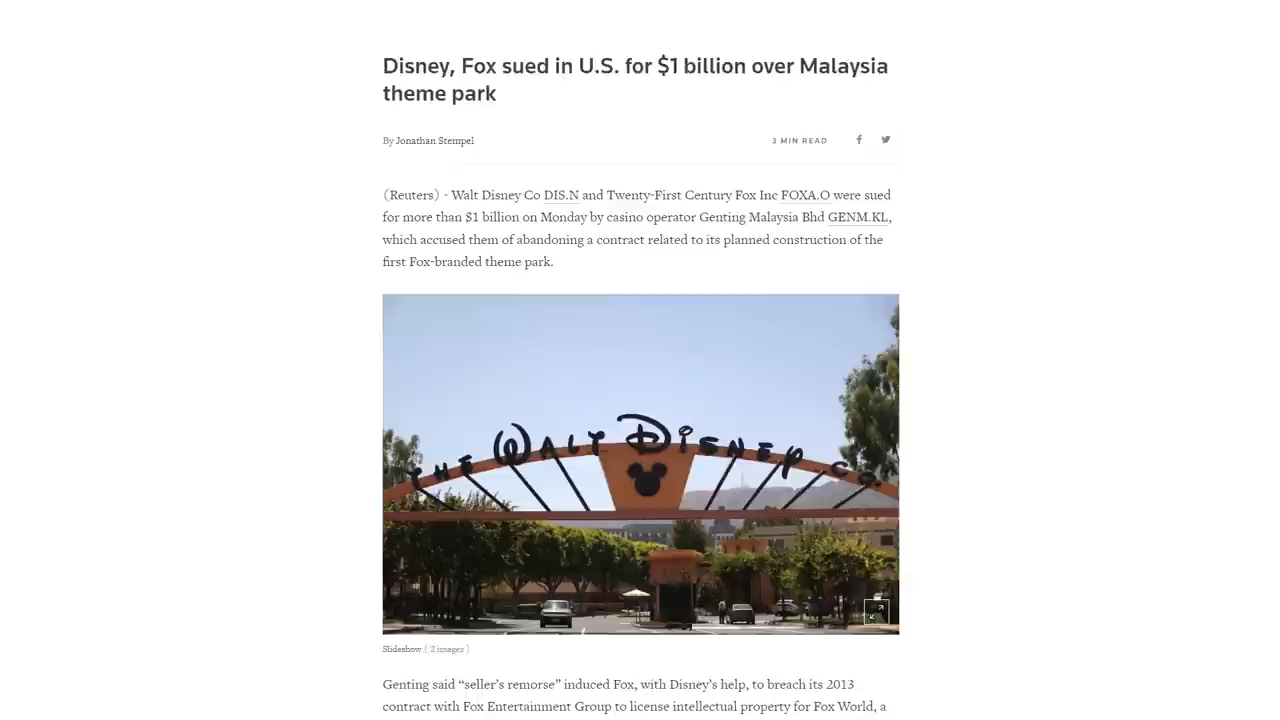 Disney, Fox sued in U.S. for $1 billion over Malaysia
theme park
By Jonathan Stempel
3 MIN READ
(Reuters) - Walt Disney Co DIS.N and Twenty-First Century Fox Inc FOXA.O were sued
for more than $1 billion on Monday by casino operator Genting Malaysia Bhd GENM.KL,
which accused them of abandoning a contract related to its planned construction of the
first Fox-branded theme park.
THE WALT DISNEY CO.
Slideshow ( 2 images )
Genting said “seller’s remorse” induced Fox, with Disney’s help, to breach its 2013
contract with Fox Entertainment Group to license intellectual property for Fox World, a